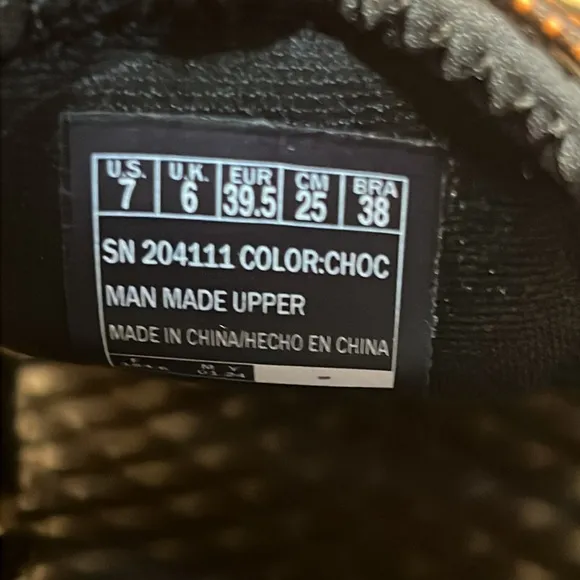 U.S. U.K. EUR CM BRA
7 6 39.5 25 38
SN 204111 COLOR:CHOC
MAN MADE UPPER
MADE IN CHINA/HECHO EN CHINA